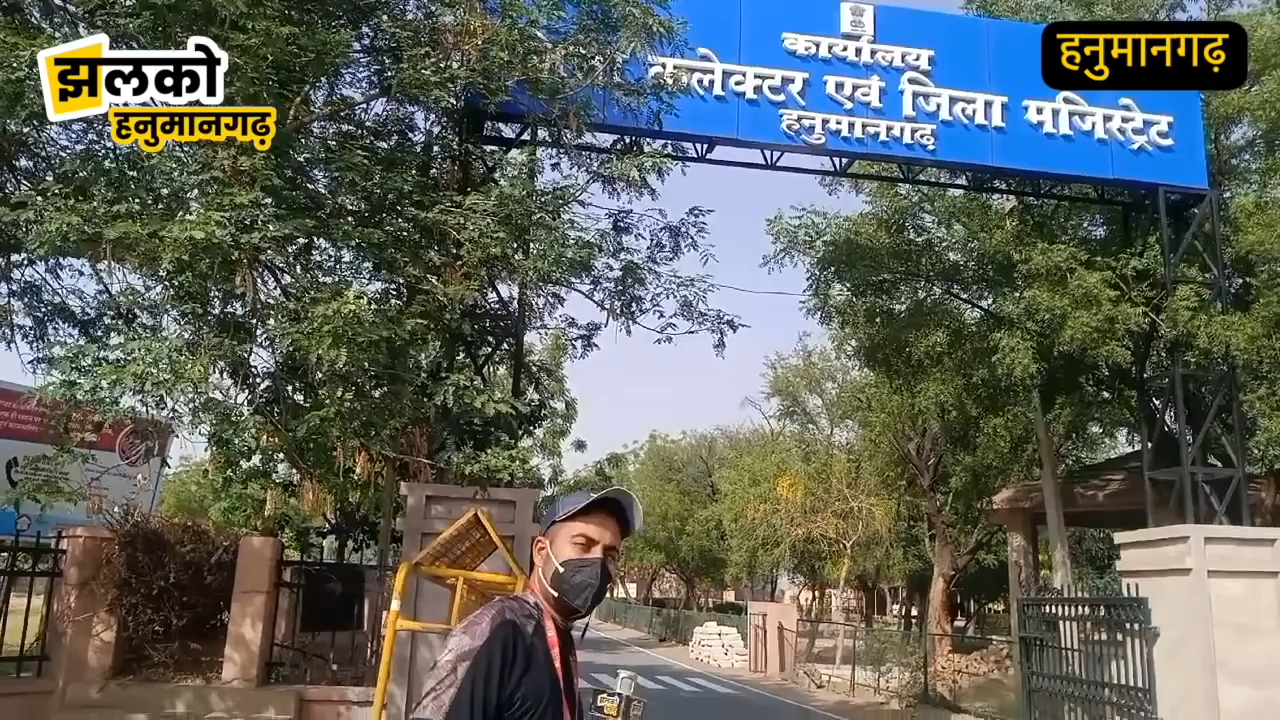 झलको
हनुमानगढ़
हनुमानगढ़
कार्यालय
कलेक्टर एवं जिला मजिस्ट्रेट
हनुमानगढ़